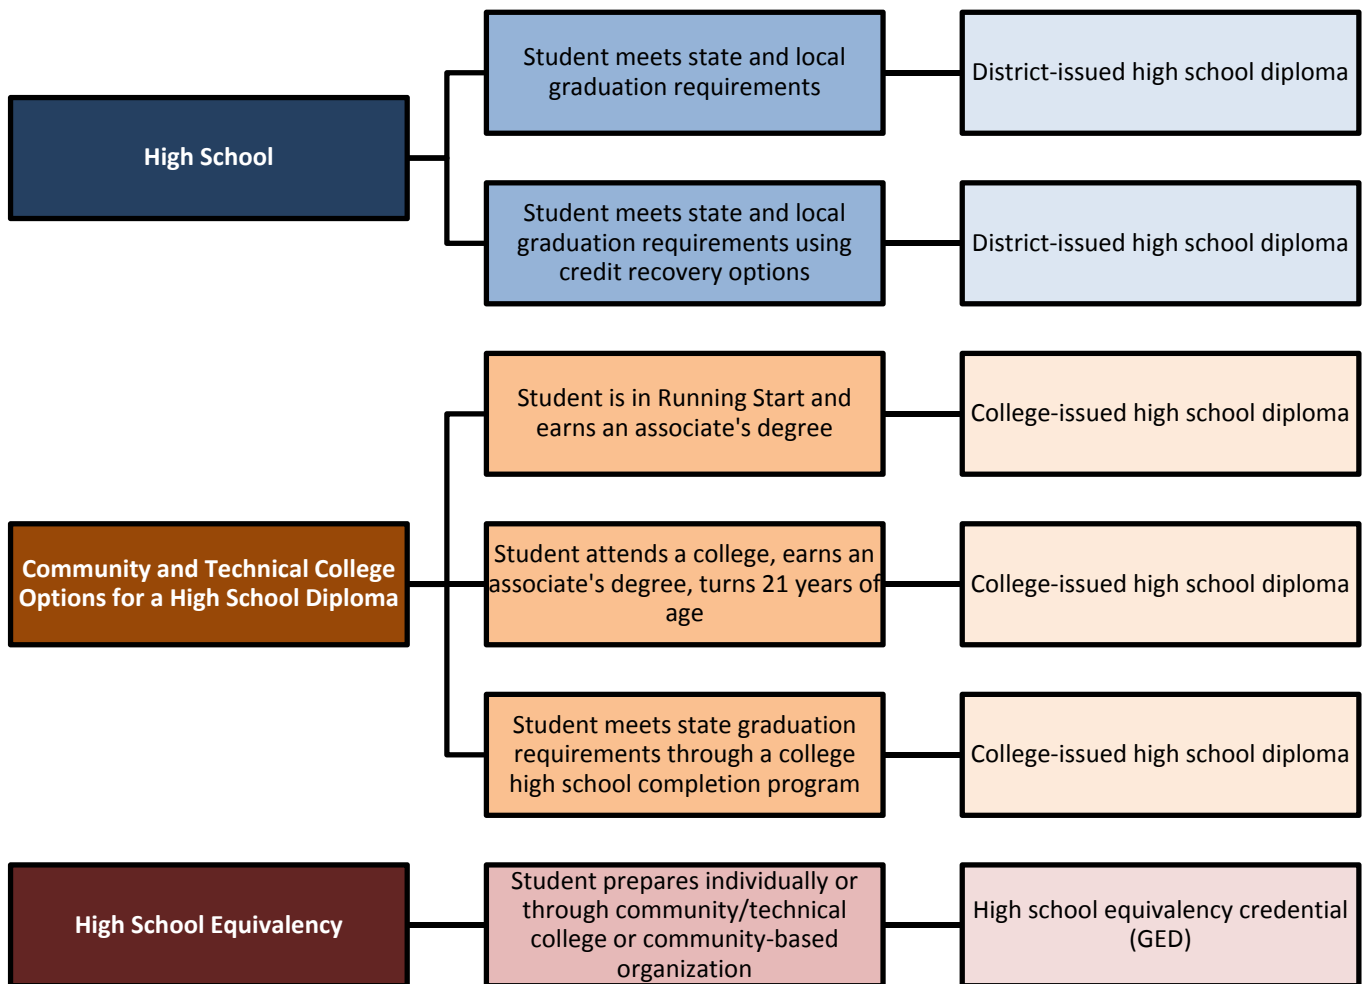 High School
Student meets state and local
graduation requirements
District-issued high school diploma
Student meets state and local
graduation requirements using
credit recovery options
District-issued high school diploma
Community and Technical College
Options for a High School Diploma
Student is in Running Start and
earns an associate's degree
College-issued high school diploma
Student attends a college, earns an
associate's degree, turns 21 years of
age
College-issued high school diploma
Student meets state graduation
requirements through a college
high school completion program
College-issued high school diploma
High School Equivalency
Student prepares individually or
through community/technical
college or community-based
organization
High school equivalency credential
(GED)